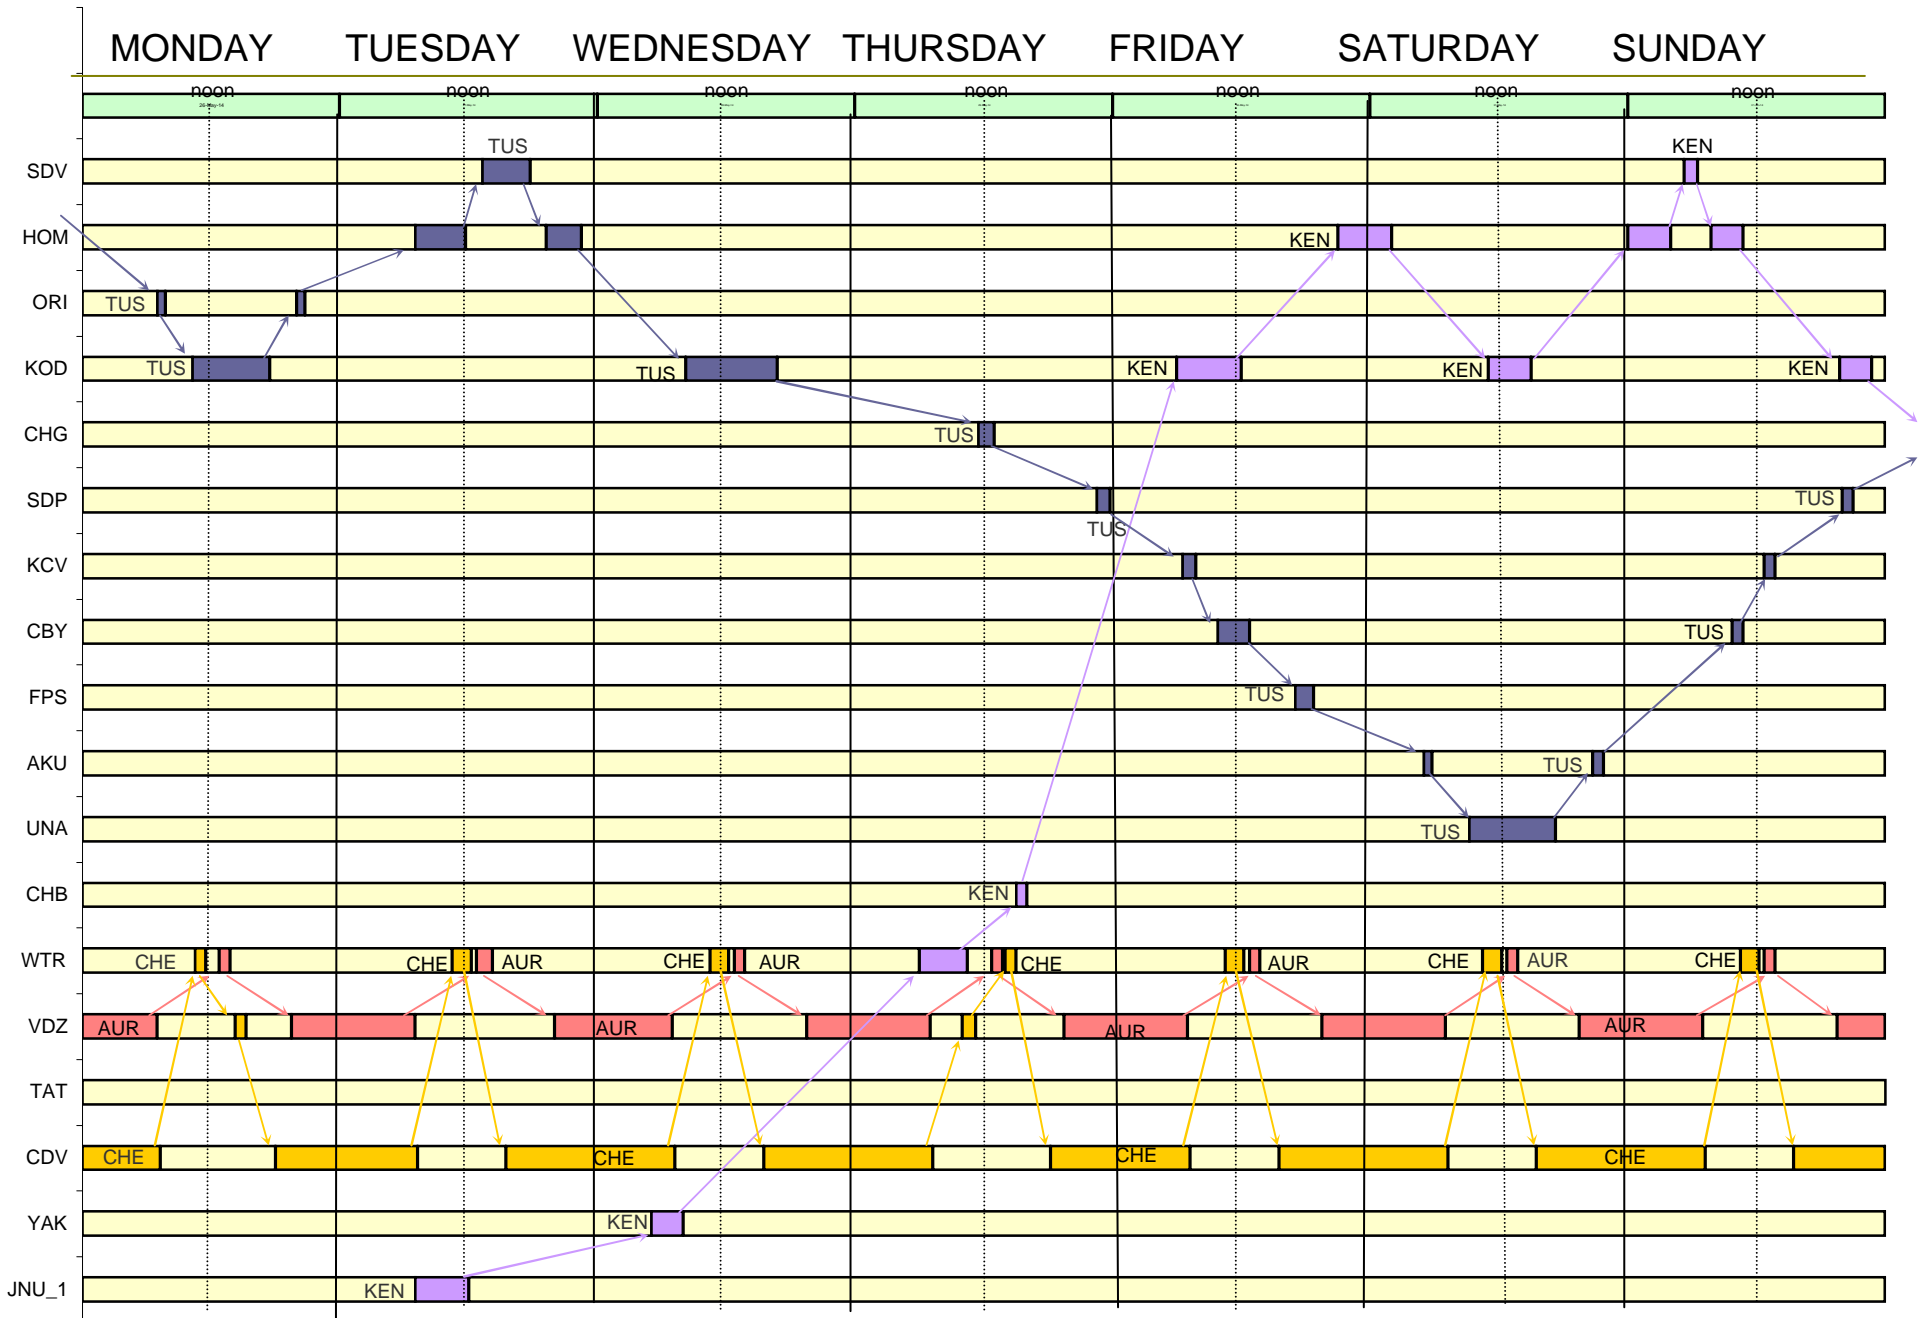 MONDAY TUESDAY WEDNESDAY THURSDAY FRIDAY SATURDAY SUNDAY
noon noon noon noon noon noon noon
26-May-14
TUS KEN
SDV
HOM KEN
ORI TUS
KOD TUS TUS KEN KEN KEN
CHG TUS
SDP TUS
TUS
KCV
CBY TUS
FPS TUS
AKU TUS
UNA TUS
CHB KEN
WTR CHE CHE AUR CHE AUR CHE AUR CHE AUR CHE
VDZ AUR AUR AUR AUR
TAT
CDV CHE CHE CHE CHE
YAK KEN
JNU_1 KEN